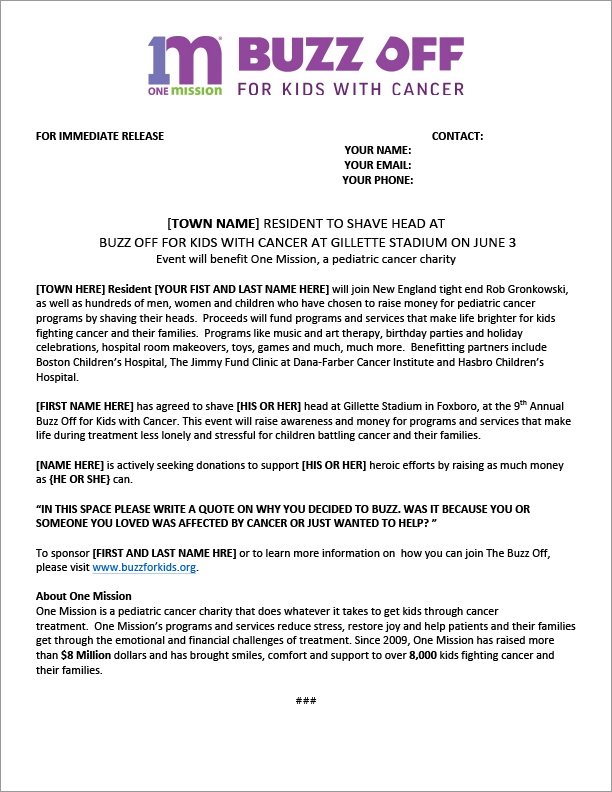 1m BUZZ OFF
ONE mission FOR KIDS WITH CANCER
FOR IMMEDIATE RELEASE CONTACT:
YOUR NAME:
YOUR EMAIL:
YOUR PHONE:
[TOWN NAME] RESIDENT TO SHAVE HEAD AT
BUZZ OFF FOR KIDS WITH CANCER AT GILLETTE STADIUM ON JUNE 3
Event will benefit One Mission, a pediatric cancer charity
[TOWN HERE] Resident [YOUR FIST AND LAST NAME HERE] will join New England tight end Rob Gronkowski,
as well as hundreds of men, women and children who have chosen to raise money for pediatric cancer
programs by shaving their heads.  Proceeds will fund programs and services that make life brighter for kids
fighting cancer and their families.  Programs like music and art therapy, birthday parties and holiday
celebrations, hospital room makeovers, toys, games and much, much more.  Benefitting partners include
Boston Children’s Hospital, The Jimmy Fund Clinic at Dana-Farber Cancer Institute and Hasbro Children’s
Hospital.
[FIRST NAME HERE] has agreed to shave [HIS OR HER] head at Gillette Stadium in Foxboro, at the 9th Annual
Buzz Off for Kids with Cancer. This event will raise awareness and money for programs and services that make
life during treatment less lonely and stressful for children battling cancer and their families.
[NAME HERE] is actively seeking donations to support [HIS OR HER] heroic efforts by raising as much money
as {HE OR SHE} can.
“IN THIS SPACE PLEASE WRITE A QUOTE ON WHY YOU DECIDED TO BUZZ. WAS IT BECAUSE YOU OR
SOMEONE YOU LOVED WAS AFFECTED BY CANCER OR JUST WANTED TO HELP? ”
To sponsor [FIRST AND LAST NAME HRE] or to learn more information on  how you can join The Buzz Off,
please visit www.buzzforkids.org.
About One Mission
One Mission is a pediatric cancer charity that does whatever it takes to get kids through cancer
treatment.  One Mission’s programs and services reduce stress, restore joy and help patients and their families
get through the emotional and financial challenges of treatment. Since 2009, One Mission has raised more
than $8 Million dollars and has brought smiles, comfort and support to over 8,000 kids fighting cancer and
their families.
###